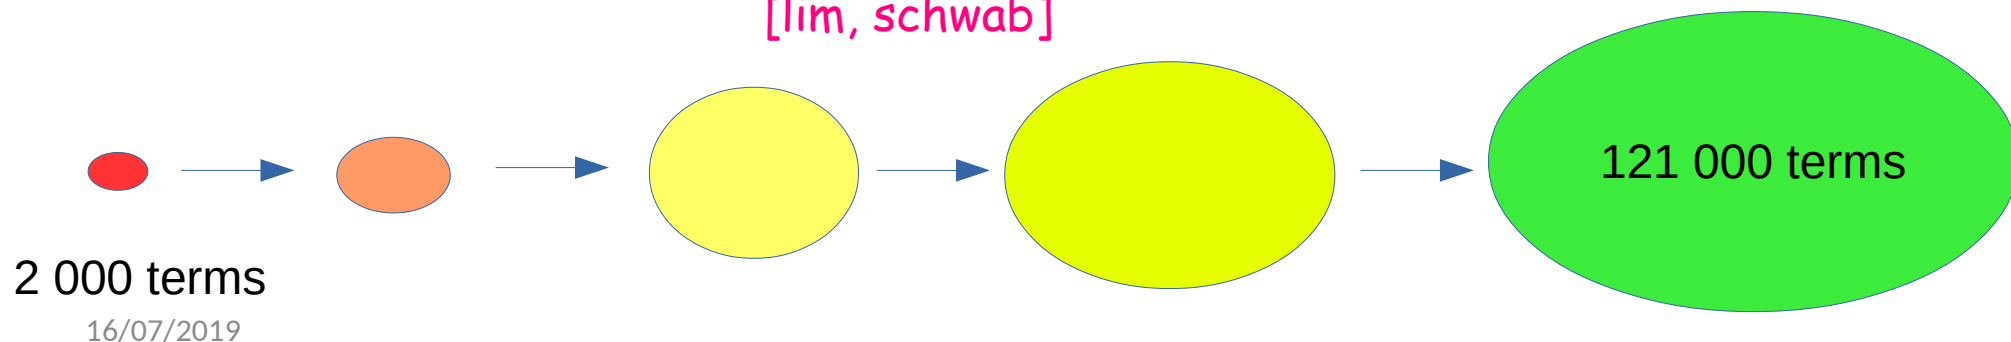 [lim, schwab]
121 000 terms
2 000 terms
16/07/2019